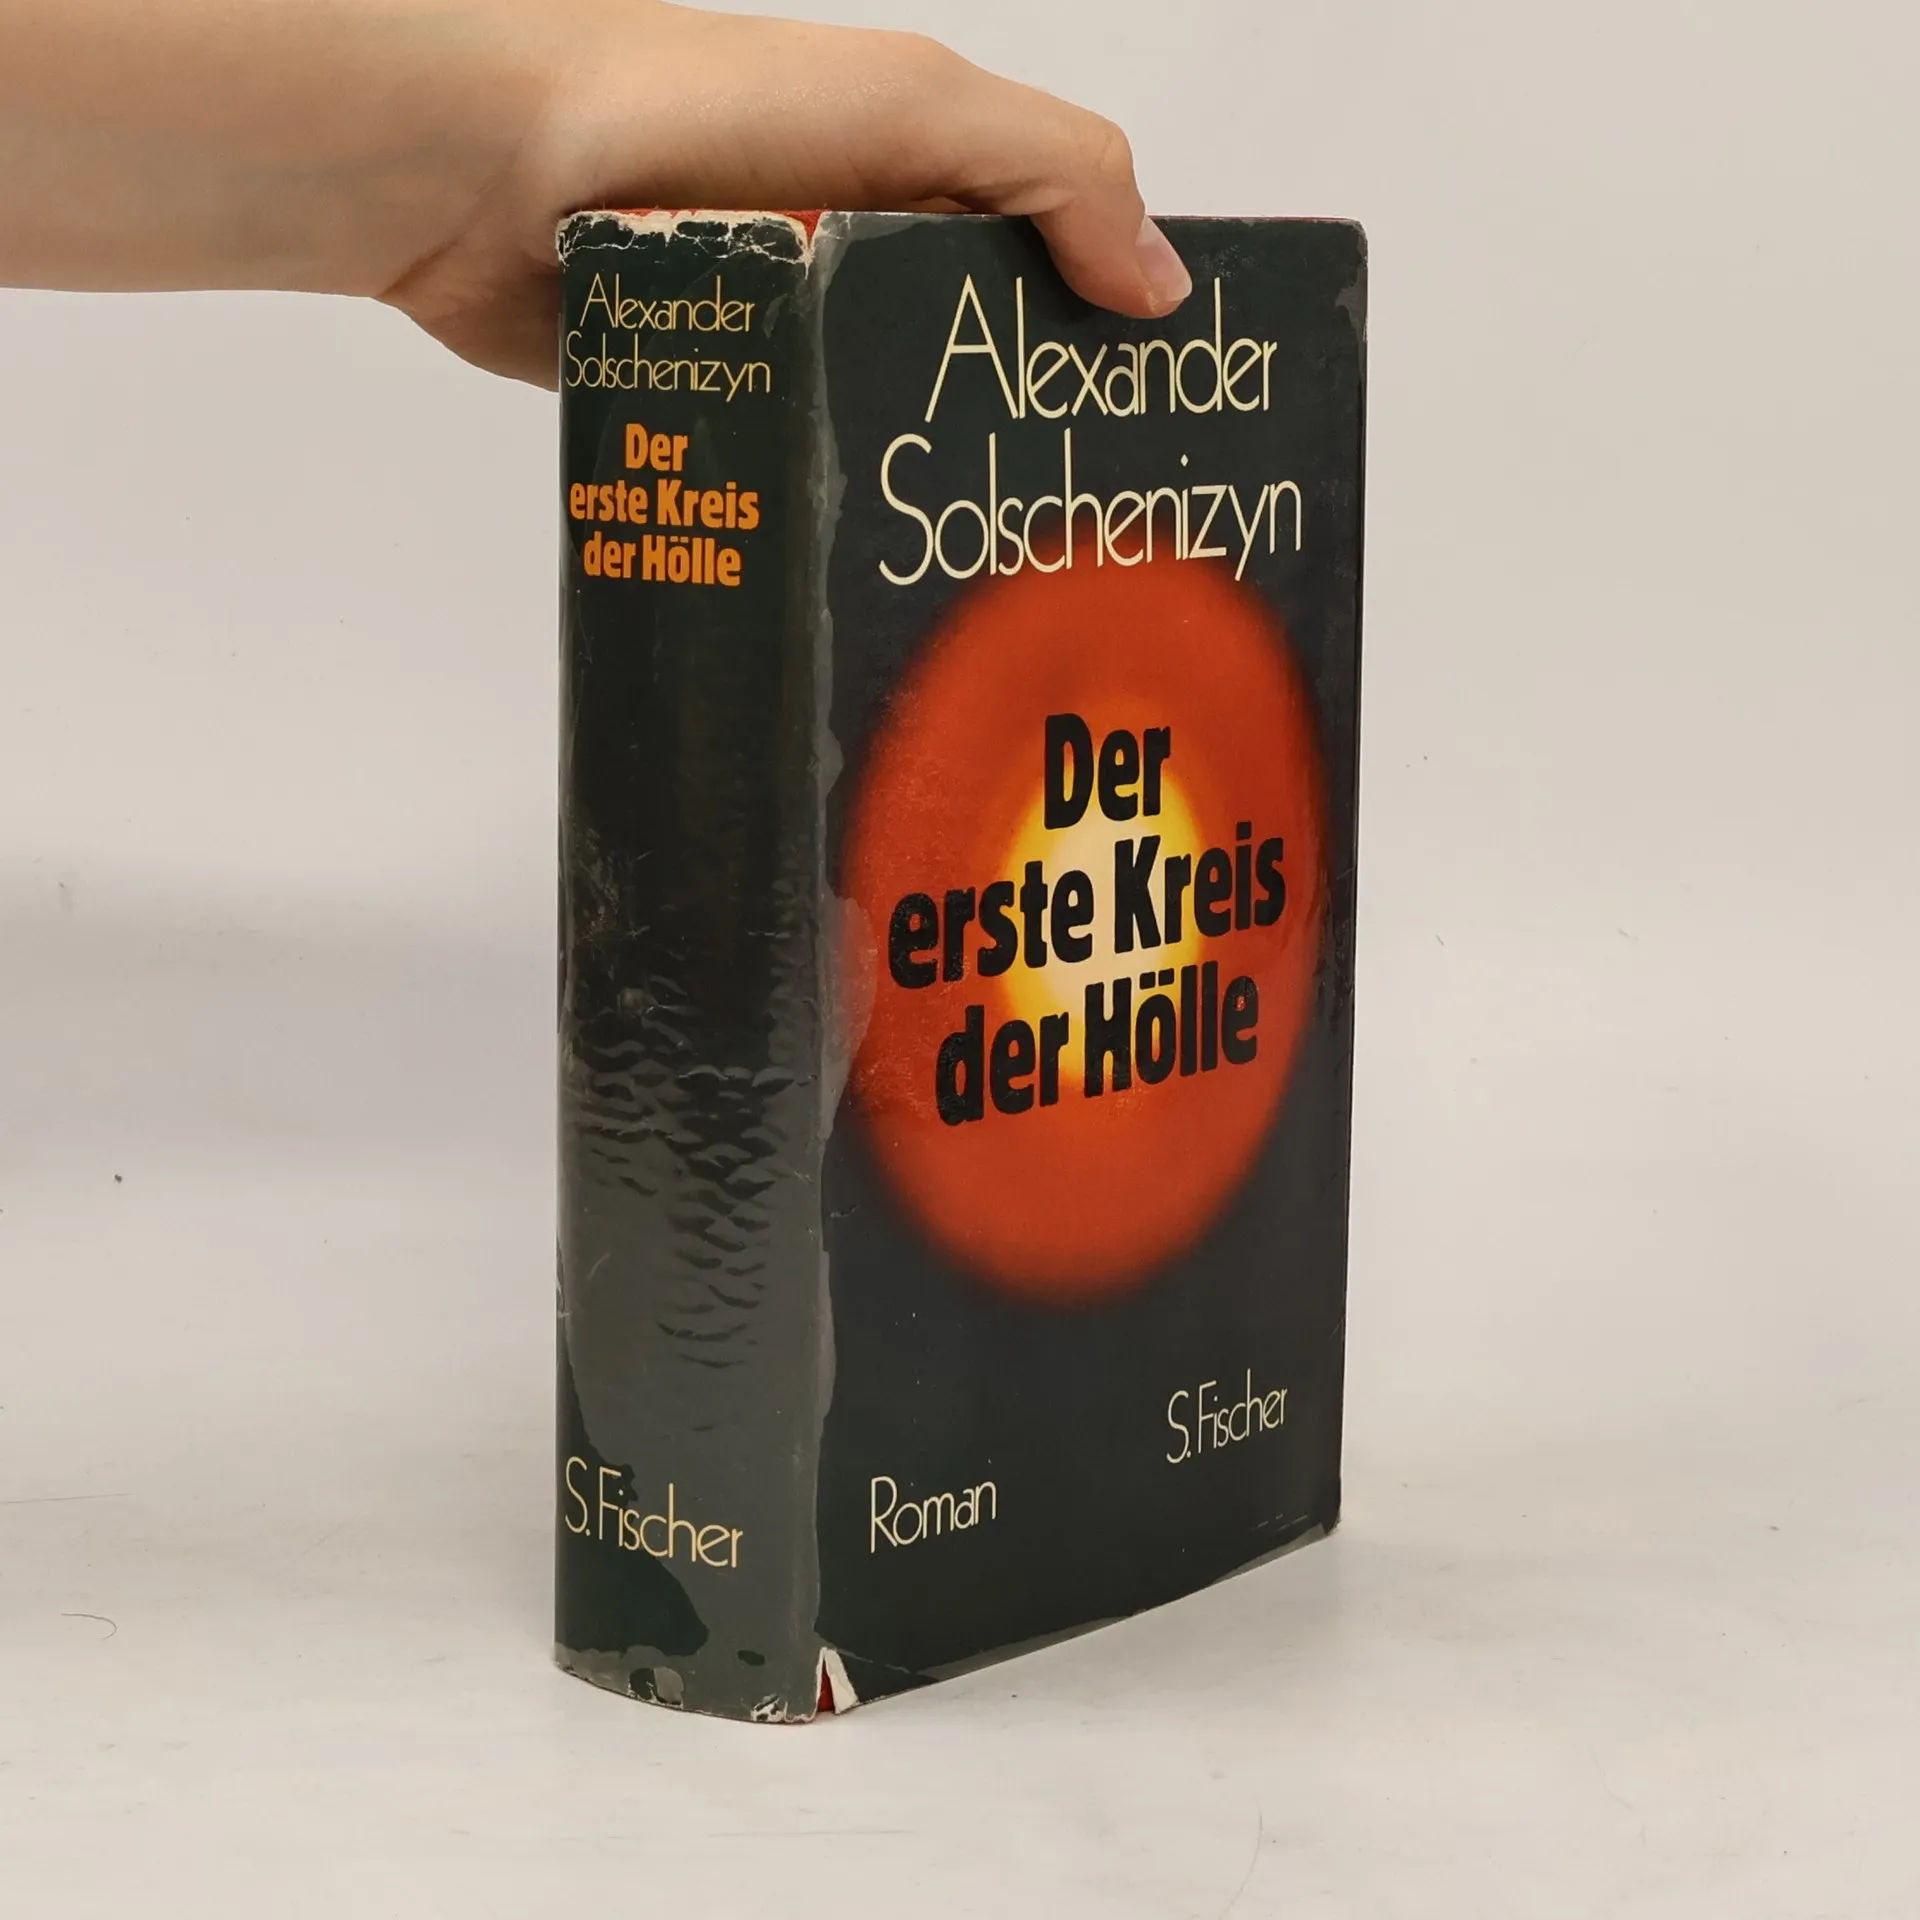 Alexander
Solschenizyn
Der
erste Kreis
der Hölle
S. Fischer
Alexander
Solschenizyn
Der
erste Kreis
der Hölle
S. Fischer
Roman